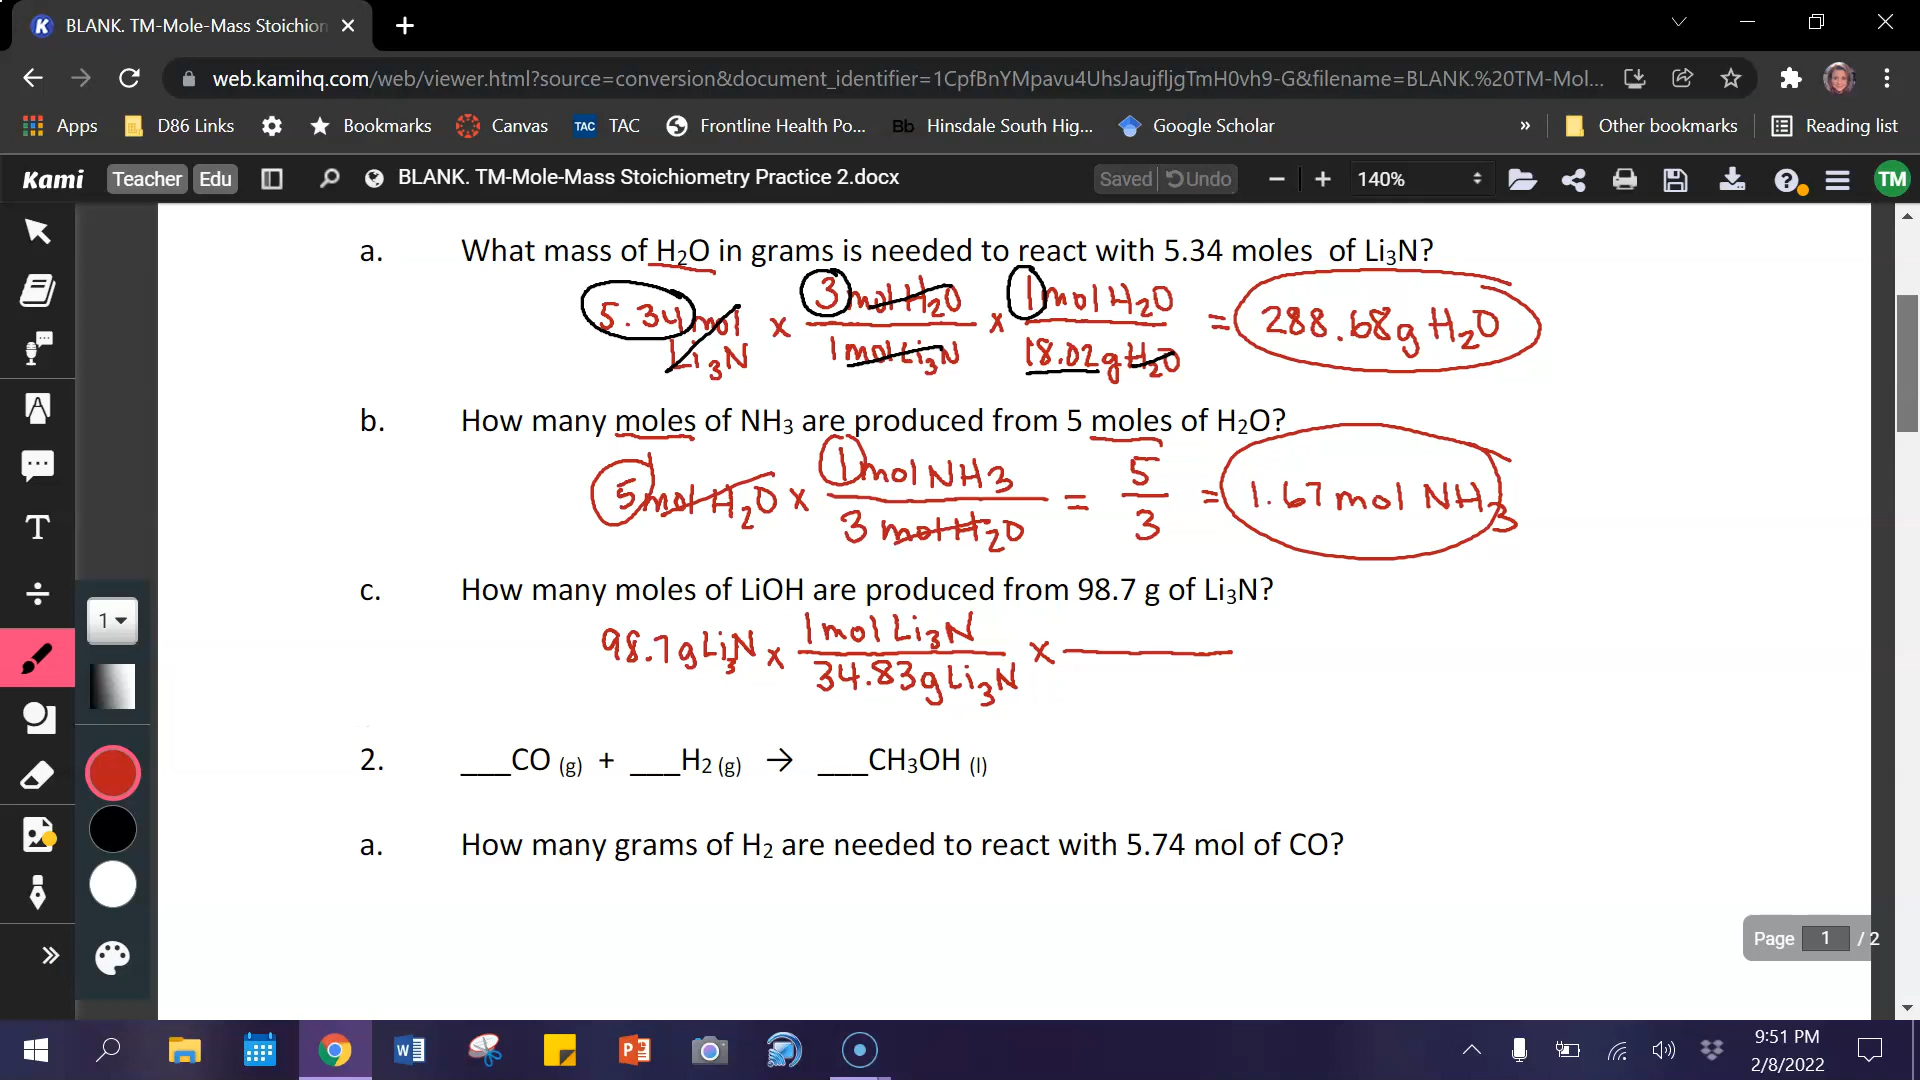 BLANK. TM-Mole-Mass Stoichion
web.kamihq.com/web/viewer.html?source=conversion&document_identifier=1CpfBnYMpavu4UhsJaujfljgTmH0vh9-G&filename=BLANK.%20TM-Mol...
Apps D86 Links Bookmarks Canvas TAC TAC Frontline Health Po... Bb Hinsdale South Hig... Google Scholar » Other bookmarks Reading list
Kami Teacher Edu BLANK. TM-Mole-Mass Stoichiometry Practice 2.docx Saved Undo 140% TM
a. What mass of H₂O in grams is needed to react with 5.34 moles of Li₃N?
5.34 mol Li₃N x 3 mol H₂O / 1 mol Li₃N x 1 mol H₂O / 18.02 g H₂O = 288.68 g H₂O
b. How many moles of NH₃ are produced from 5 moles of H₂O?
5 mol H₂O x 1 mol NH₃ / 3 mol H₂O = 5 / 3 = 1.67 mol NH₃
c. How many moles of LiOH are produced from 98.7 g of Li₃N?
98.7 g Li₃N x 1 mol Li₃N / 34.83 g Li₃N x
2. ___CO (g) + ___H₂ (g) → ___CH₃OH (l)
a. How many grams of H₂ are needed to react with 5.74 mol of CO?
1
T
Page 1 / 2
9:51 PM
2/8/2022